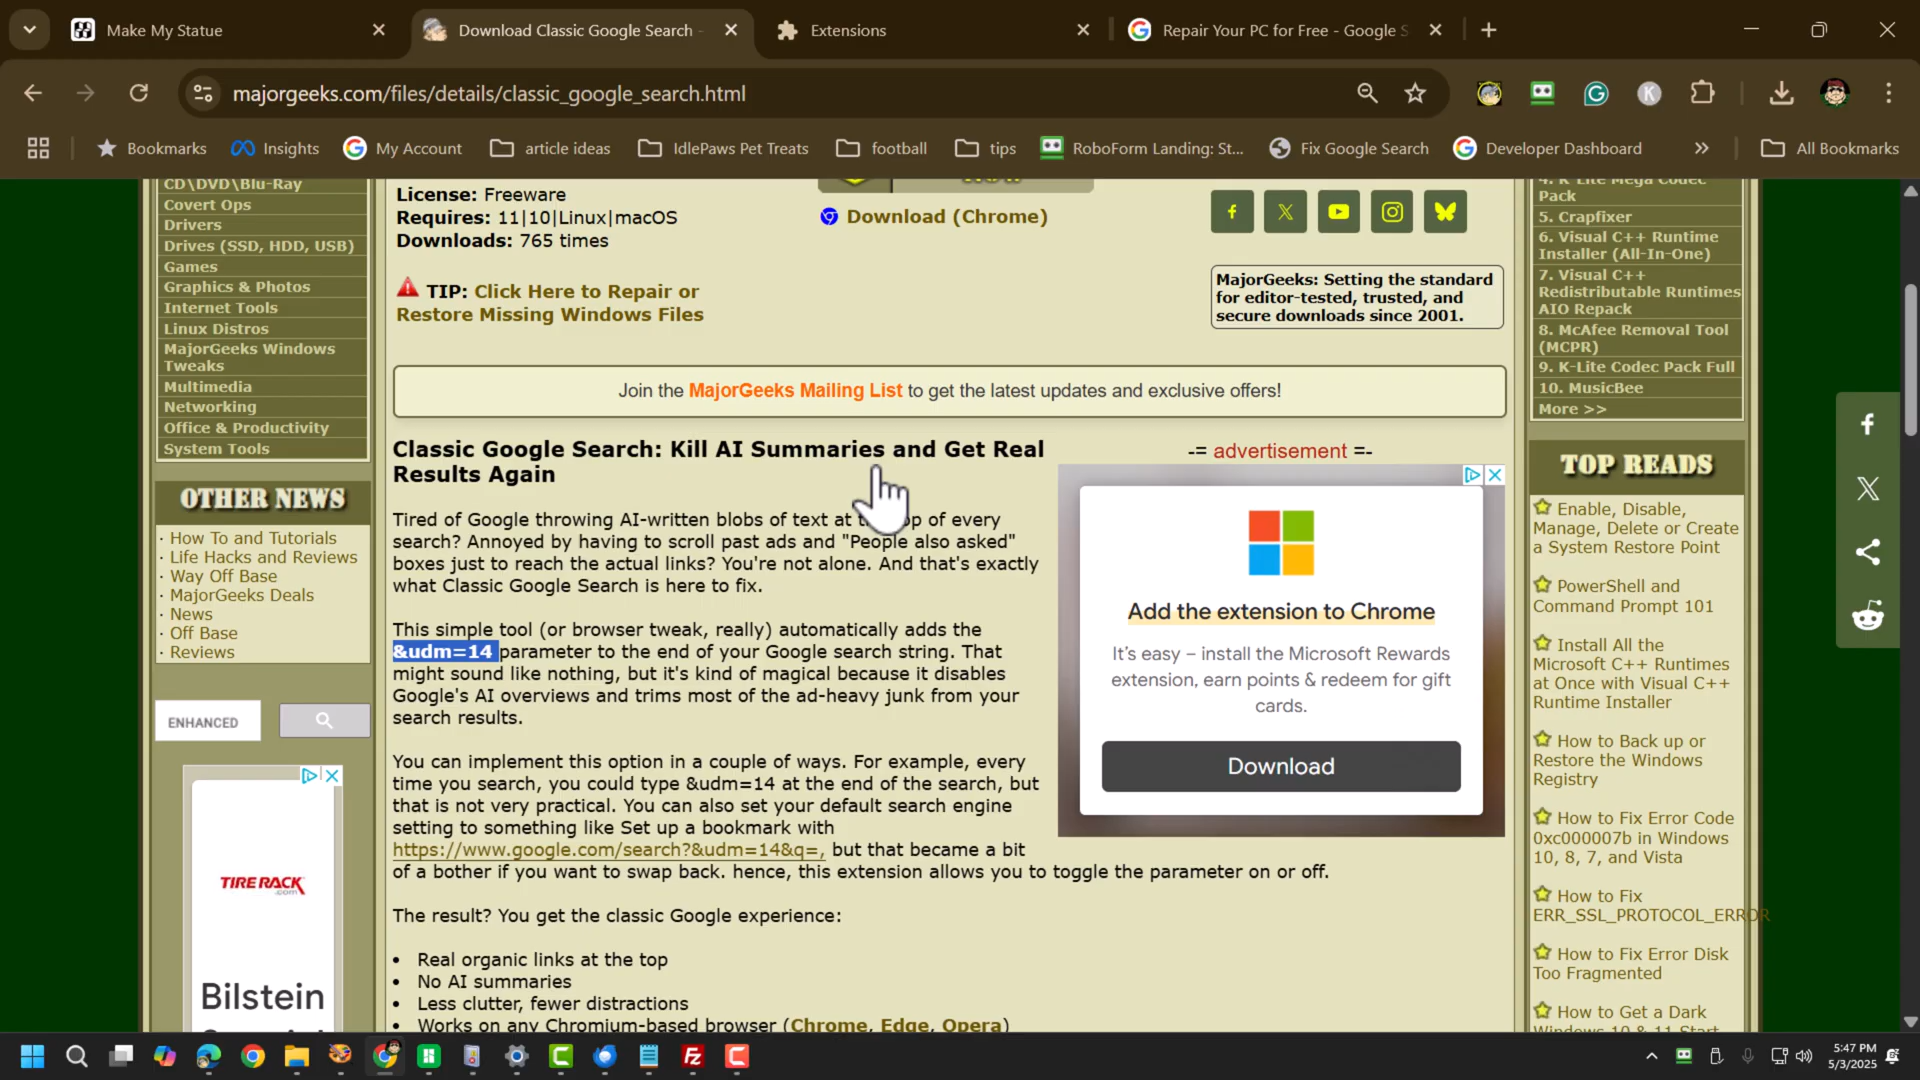 Make My Statue
Download Classic Google Search -
Extensions
Repair Your PC for Free - Google S
majorgeeks.com/files/details/classic_google_search.html
Bookmarks
Insights
My Account
article ideas
IdlePaws Pet Treats
football
tips
RoboForm Landing: St...
Fix Google Search
Developer Dashboard
All Bookmarks
CD\DVD\Blu-Ray
Covert Ops
Drivers
Drives (SSD, HDD, USB)
Games
Graphics & Photos
Internet Tools
Linux Distros
MajorGeeks Windows
Tweaks
Multimedia
Networking
Office & Productivity
System Tools
OTHER NEWS
· How To and Tutorials
· Life Hacks and Reviews
· Way Off Base
· MajorGeeks Deals
· News
· Off Base
· Reviews
ENHANCED
TIRE RACK
.com
Bilstein
License: Freeware
Requires: 11|10|Linux|macOS
Downloads: 765 times
Download (Chrome)
TIP: Click Here to Repair or
Restore Missing Windows Files
MajorGeeks: Setting the standard
for editor-tested, trusted, and
secure downloads since 2001.
Join the MajorGeeks Mailing List to get the latest updates and exclusive offers!
Classic Google Search: Kill AI Summaries and Get Real
Results Again
Tired of Google throwing AI-written blobs of text at of every
search? Annoyed by having to scroll past ads and "People also asked"
boxes just to reach the actual links? You're not alone. And that's exactly
what Classic Google Search is here to fix.
This simple tool (or browser tweak, really) automatically adds the
&udm=14 parameter to the end of your Google search string. That
might sound like nothing, but it's kind of magical because it disables
Google's AI overviews and trims most of the ad-heavy junk from your
search results.
You can implement this option in a couple of ways. For example, every
time you search, you could type &udm=14 at the end of the search, but
that is not very practical. You can also set your default search engine
setting to something like Set up a bookmark with
https://www.google.com/search?&udm=14&q=, but that became a bit
of a bother if you want to swap back. hence, this extension allows you to toggle the parameter on or off.
The result? You get the classic Google experience:
• Real organic links at the top
• No AI summaries
• Less clutter, fewer distractions
• Works on any Chromium-based browser (Chrome, Edge, Opera)
-= advertisement =-
Add the extension to Chrome
It's easy – install the Microsoft Rewards
extension, earn points & redeem for gift
cards.
Download
4. K-Lite Mega Codec
Pack
5. Crapfixer
6. Visual C++ Runtime
Installer (All-In-One)
7. Visual C++
Redistributable Runtimes
AIO Repack
8. McAfee Removal Tool
(MCPR)
9. K-Lite Codec Pack Full
10. MusicBee
More >>
TOP READS
Enable, Disable,
Manage, Delete or Create
a System Restore Point
PowerShell and
Command Prompt 101
Install All the
Microsoft C++ Runtimes
at Once with Visual C++
Runtime Installer
How to Back up or
Restore the Windows
Registry
How to Fix Error Code
0xc000007b in Windows
10, 8, 7, and Vista
How to Fix
ERR_SSL_PROTOCOL_ERROR
How to Fix Error Disk
Too Fragmented
How to Get a Dark
Windows 10 & 11 Start
5:47 PM
5/3/2025